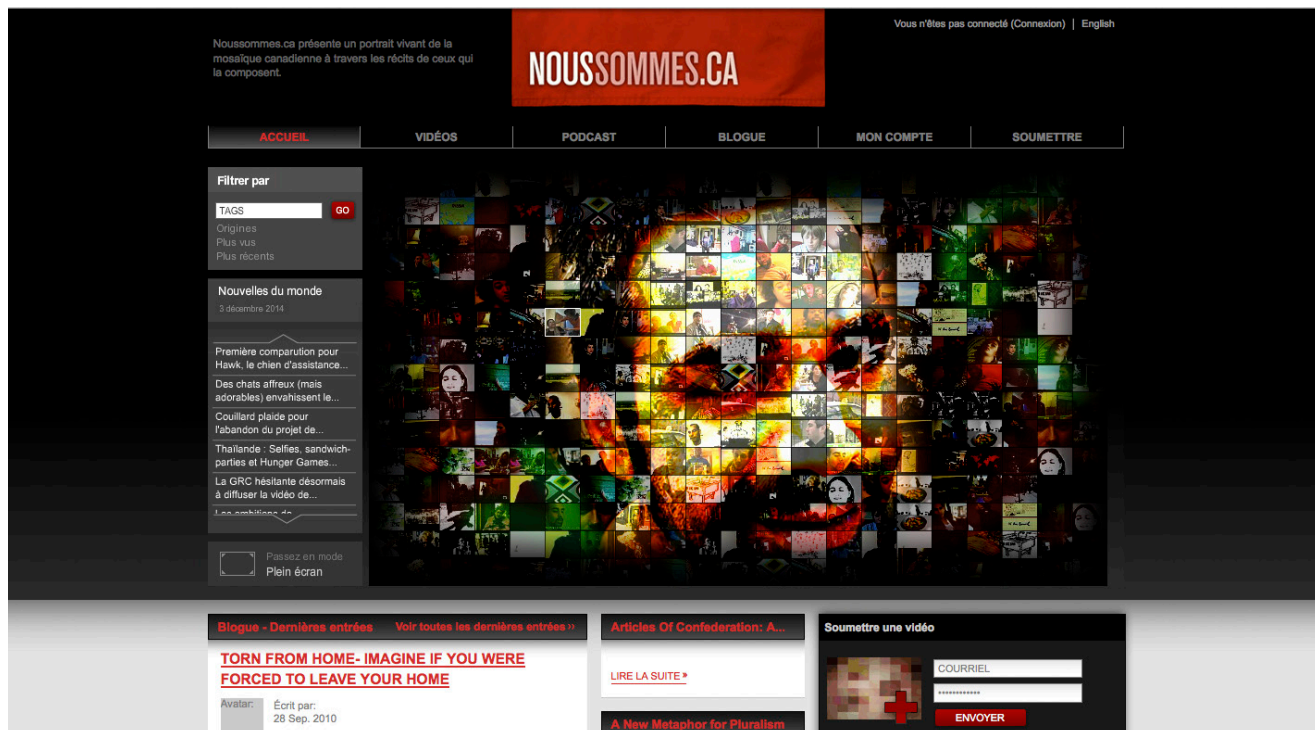 Vous n'êtes pas connecté (Connexion) | English
Noussommes.ca présente un portrait vivant de la
mosaïque canadienne à travers les récits de ceux qui
la composent.
NOUSSOMMES.CA
ACCUEIL
VIDÉOS
PODCAST
BLOGUE
MON COMPTE
SOUMETTRE
Filtrer par
TAGS
GO
Origines
Plus vus
Plus récents
Nouvelles du monde
3 décembre 2014
Première comparution pour
Hawk, le chien d'assistance...
Des chats affreux (mais
adorables) envahissent le...
Couillard plaide pour
l'abandon du projet de...
Thaïlande : Selfies, sandwich-
parties et Hunger Games...
La GRC hésitante désormais
à diffuser la vidéo de...
Les ambitions de
Passez en mode
Plein écran
Blogue - Dernières entrées
Voir toutes les dernières entrées ››
TORN FROM HOME- IMAGINE IF YOU WERE
FORCED TO LEAVE YOUR HOME
Avatar:
Écrit par:
28 Sep. 2010
Articles Of Confederation: A...
LIRE LA SUITE »
A New Metaphor for Pluralism
Soumettre une vidéo
COURRIEL
************
ENVOYER